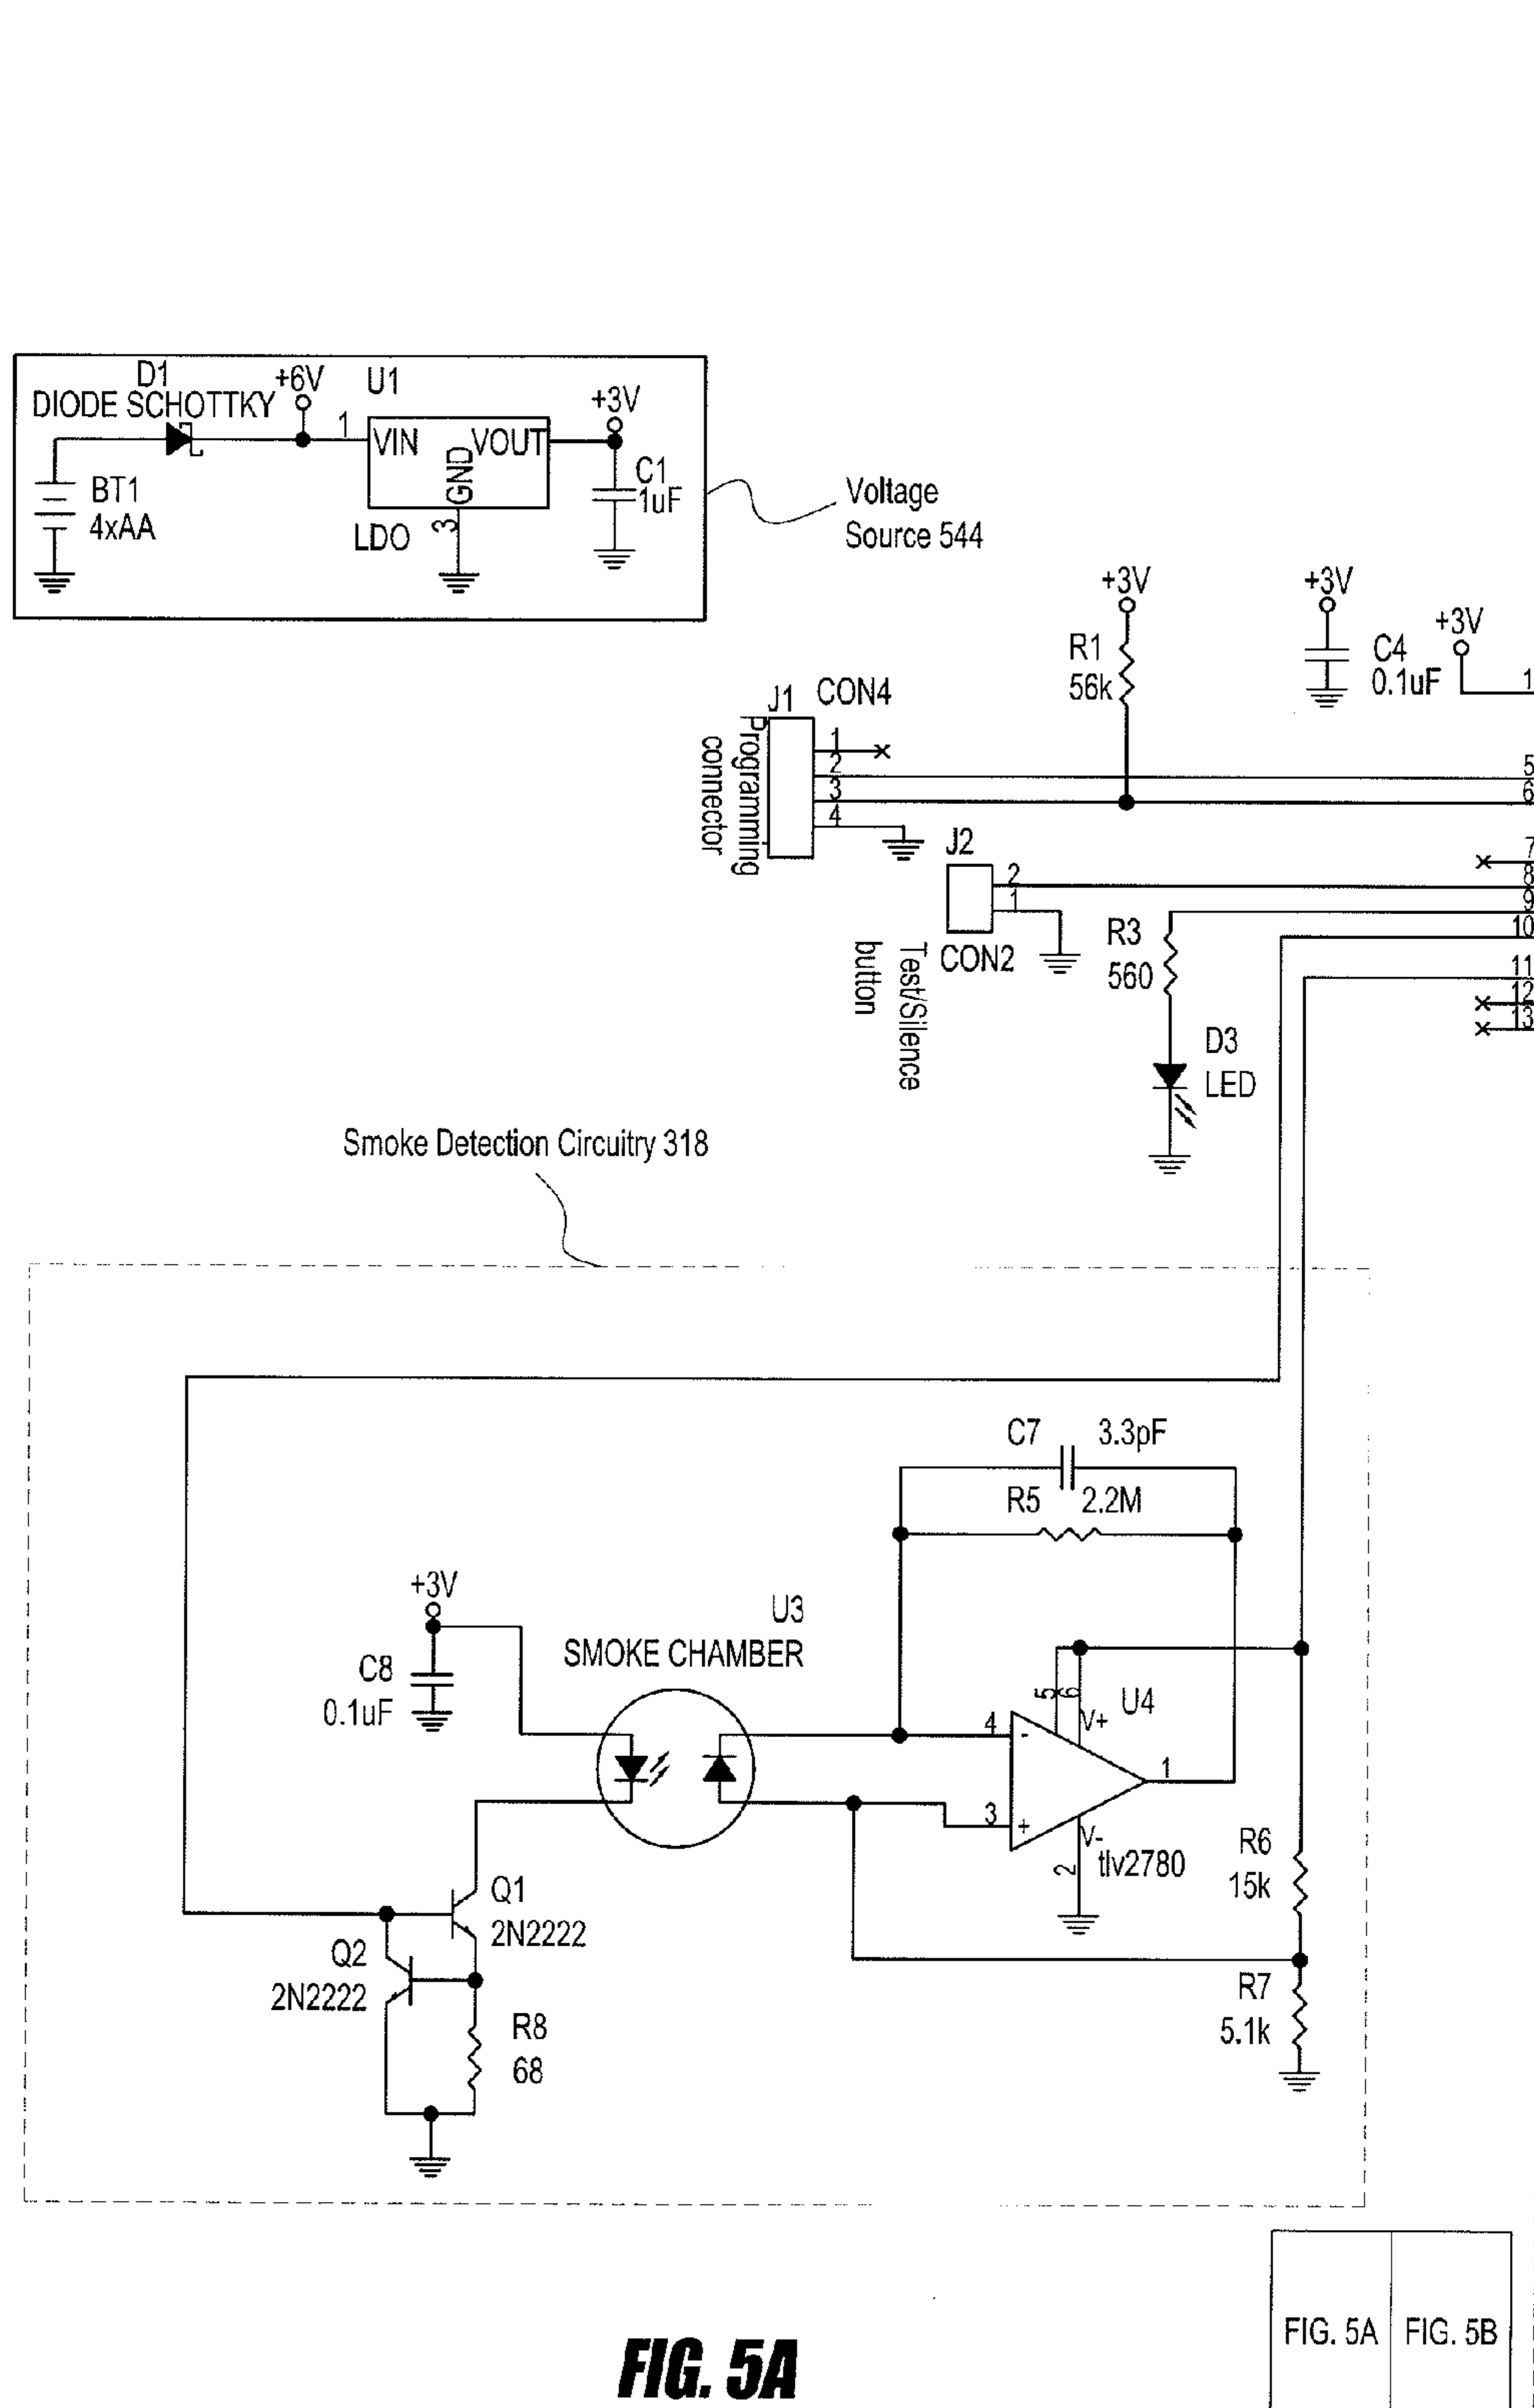 D1
DIODE SCHOTTKY
+6V
U1
1
VIN
VOUT
GND
3
LDO
+3V
C1
1uF
BT1
4xAA
Voltage
Source 544
+3V
R1
56k
+3V
C4
0.1uF
+3V
1
J1
CON4
Programming
connector
1
2
3
4
5
6
J2
2
1
CON2
Test/Silence
button
7
8
9
10
11
12
13
R3
560
D3
LED
Smoke Detection Circuitry 318
C7
3.3pF
R5
2.2M
+3V
C8
0.1uF
U3
SMOKE CHAMBER
5
6
V+
U4
4
-
1
3
+
V-
2
tlv2780
R6
15k
Q1
2N2222
Q2
2N2222
R8
68
R7
5.1k
FIG. 5A
FIG. 5B
FIG. 5A